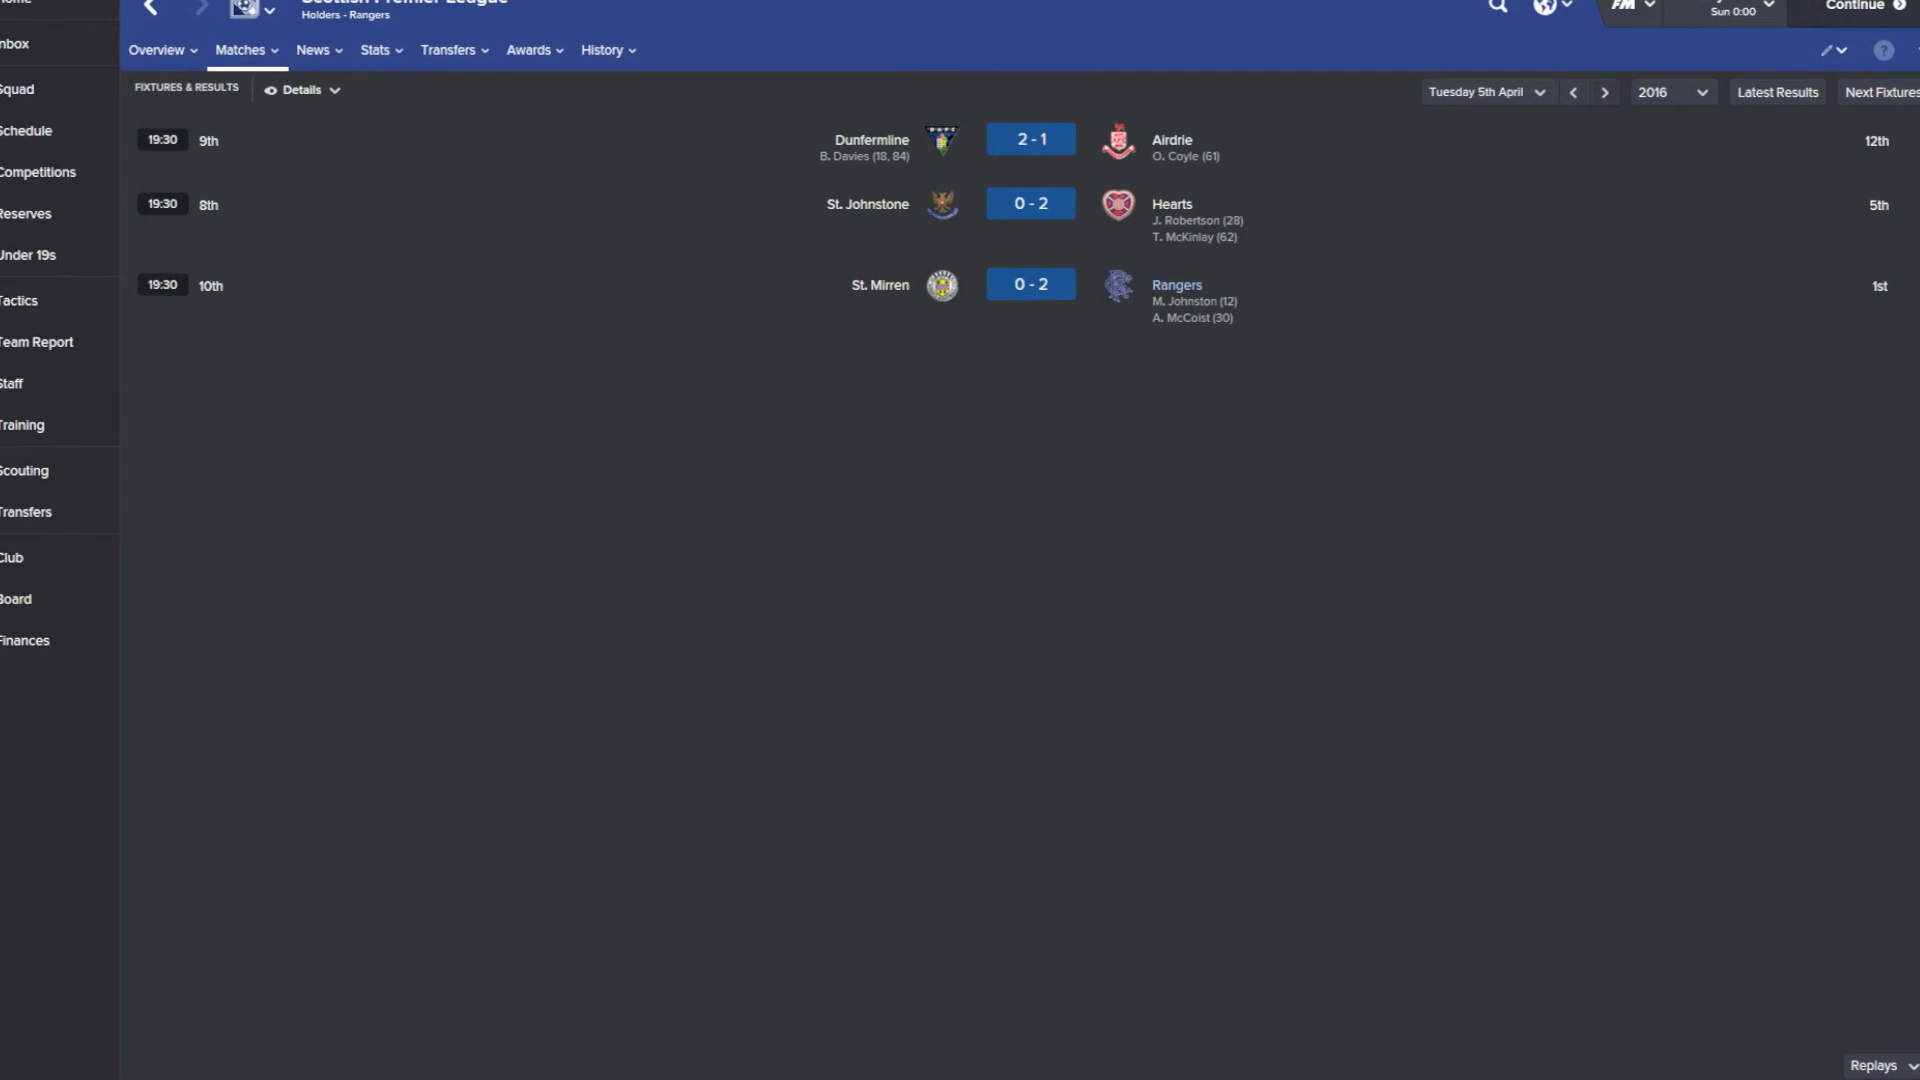 Holders - Rangers
FM
Sun 0:00
Continue
Overview Matches News Stats Transfers Awards History
?
FIXTURES & RESULTS Details
Tuesday 5th April 2016 Latest Results Next Fixtures
19:30 9th Dunfermline 2 - 1 Airdrie 12th
B. Davies (18, 84) O. Coyle (61)
19:30 8th St. Johnstone 0 - 2 Hearts 5th
J. Robertson (28)
T. McKinlay (62)
19:30 10th St. Mirren 0 - 2 Rangers 1st
M. Johnston (12)
A. McCoist (30)
nbox
Squad
Schedule
Competitions
Reserves
Under 19s
Tactics
Team Report
Staff
Training
Scouting
Transfers
Club
Board
Finances
Replays